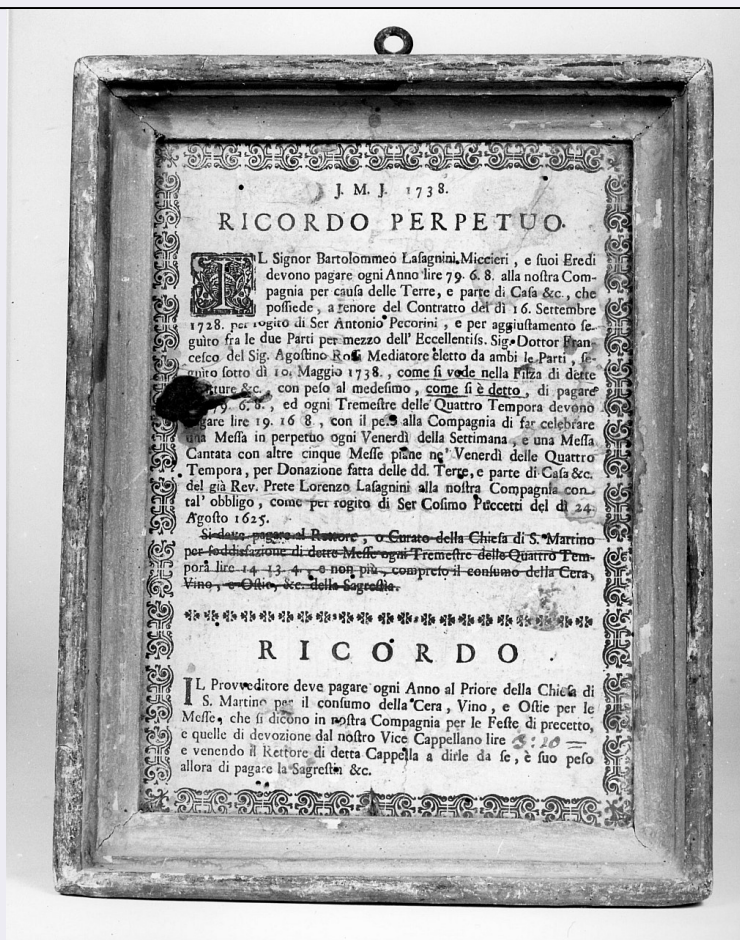 J. M. J. 1738.
RICORDO PERPETUO.
IL Signor Bartolommeo Lasagnini Miccieri, e suoi Eredi
devono pagare ogni Anno lire 79. 6. 8. alla nostra Com-
pagnia per causa delle Terre, e parte di Casa &c., che
possiede, a tenore del Contratto del dì 16. Settembre
1728. per rogito di Ser Antonio Pecorini, e per aggiustamento se-
guito fra le due Parti per mezzo dell' Eccellentiss. Sig. Dottor Fran-
cesco del Sig. Agostino Rossi Mediatore eletto da ambi le Parti, se-
guito sotto dì 10. Maggio 1738., come si vede nella Filza di dette
&c. con peso al medesimo, come si è detto, di pagare
79. 6. 8., ed ogni Tremestre delle Quattro Tempora devono
pagare lire 19. 16 8, con il peso alla Compagnia di far celebrare
una Messa in perpetuo ogni Venerdì della Settimana, e una Messa
Cantata con altre cinque Messe piane ne' Venerdì delle Quattro
Tempora, per Donazione fatta delle dd. Terre, e parte di Casa &c.
del già Rev. Prete Lorenzo Lasagnini alla nostra Compagnia con
tal' obbligo, come per rogito di Ser Cosimo Puccetti del dì 24
Agosto 1625.
Si deve pagare al Rettore, o Curato della Chiesa di S. Martino
per soddisfazione di dette Messe ogni Tremestre delle Quattro Tem-
pora lire 14 13. 4., e non più, compreso il consumo della Cera,
Vino, e Ostie, &c. della Sagrestia.
RICORDO.
IL Provveditore deve pagare ogni Anno al Priore della Chiesa di
S. Martino per il consumo della Cera, Vino, e Ostie per le
Messe, che si dicono in nostra Compagnia per le Feste di precetto,
e quelle di devozione dal nostro Vice Cappellano lire 3:10 =
e venendo il Rettore di detta Cappella a dirle da se, è suo peso
allora di pagare la Sagrestia &c.